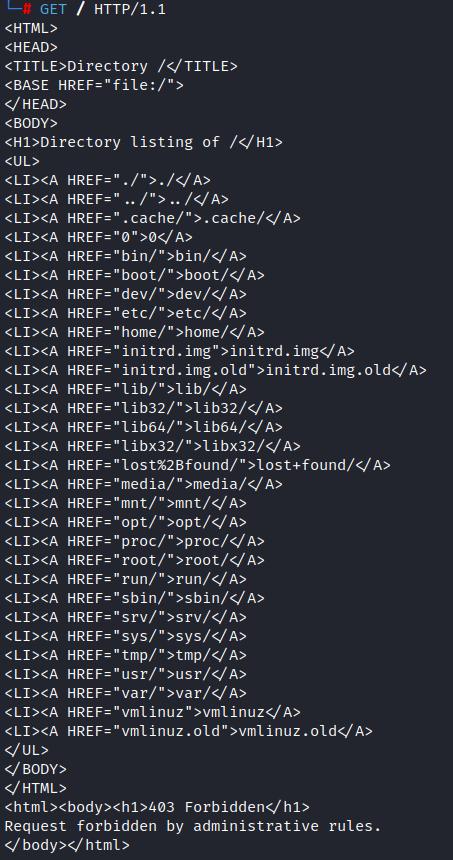 └─# GET / HTTP/1.1
<HTML>
<HEAD>
<TITLE>Directory /</TITLE>
<BASE HREF="file:/">
</HEAD>
<BODY>
<H1>Directory listing of /</H1>
<UL>
<LI><A HREF="./">./</A>
<LI><A HREF="../">../</A>
<LI><A HREF=".cache/">.cache/</A>
<LI><A HREF="0">0</A>
<LI><A HREF="bin/">bin/</A>
<LI><A HREF="boot/">boot/</A>
<LI><A HREF="dev/">dev/</A>
<LI><A HREF="etc/">etc/</A>
<LI><A HREF="home/">home/</A>
<LI><A HREF="initrd.img">initrd.img</A>
<LI><A HREF="initrd.img.old">initrd.img.old</A>
<LI><A HREF="lib/">lib/</A>
<LI><A HREF="lib32/">lib32/</A>
<LI><A HREF="lib64/">lib64/</A>
<LI><A HREF="libx32/">libx32/</A>
<LI><A HREF="lost%2Bfound/">lost+found/</A>
<LI><A HREF="media/">media/</A>
<LI><A HREF="mnt/">mnt/</A>
<LI><A HREF="opt/">opt/</A>
<LI><A HREF="proc/">proc/</A>
<LI><A HREF="root/">root/</A>
<LI><A HREF="run/">run/</A>
<LI><A HREF="sbin/">sbin/</A>
<LI><A HREF="srv/">srv/</A>
<LI><A HREF="sys/">sys/</A>
<LI><A HREF="tmp/">tmp/</A>
<LI><A HREF="usr/">usr/</A>
<LI><A HREF="var/">var/</A>
<LI><A HREF="vmlinuz">vmlinuz</A>
<LI><A HREF="vmlinuz.old">vmlinuz.old</A>
</UL>
</BODY>
</HTML>
<html><body><h1>403 Forbidden</h1>
Request forbidden by administrative rules.
</body></html>